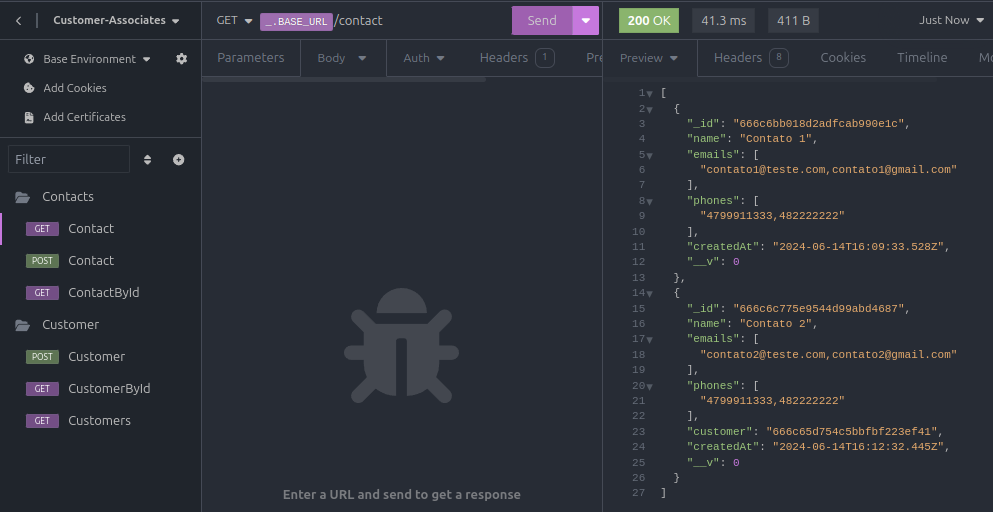 Customer-Associates
GET _.BASE_URL/contact
Send
200 OK
41.3 ms
411 B
Just Now
Base Environment
Add Cookies
Add Certificates
Filter
Contacts
GET Contact
POST Contact
GET ContactById
Customer
POST Customer
GET CustomerById
GET Customers
Parameters
Body
Auth
Headers 1
Pre
Enter a URL and send to get a response
Preview
Headers 8
Cookies
Timeline
Mo
1 [
2 {
3 "_id": "666c6bb018d2adfcab990e1c",
4 "name": "Contato 1",
5 "emails": [
6 "contato1@teste.com,contato1@gmail.com"
7 ],
8 "phones": [
9 "4799911333,482222222"
10 ],
11 "createdAt": "2024-06-14T16:09:33.528Z",
12 "__v": 0
13 },
14 {
15 "_id": "666c6c775e9544d99abd4687",
16 "name": "Contato 2",
17 "emails": [
18 "contato2@teste.com,contato2@gmail.com"
19 ],
20 "phones": [
21 "4799911333,482222222"
22 ],
23 "customer": "666c65d754c5bbfbf223ef41",
24 "createdAt": "2024-06-14T16:12:32.445Z",
25 "__v": 0
26 }
27 ]